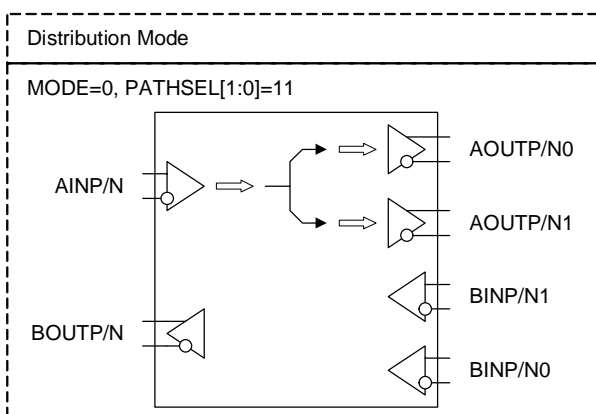 Distribution Mode
MODE=0, PATHSEL[1:0]=11
AINP/N
AOUTP/N0
AOUTP/N1
BINP/N1
BOUTP/N
BINP/N0